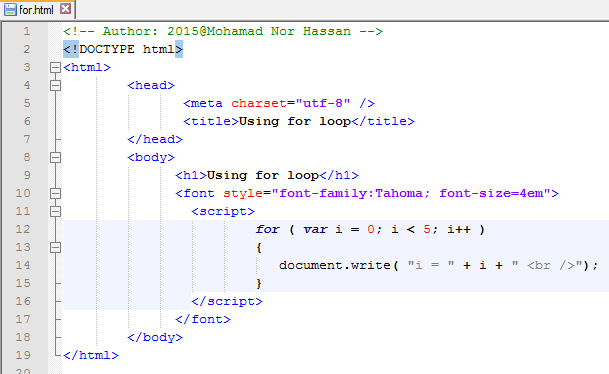 for.html
1 <!-- Author: 2015@Mohamad Nor Hassan -->
2 <!DOCTYPE html>
3 <html>
4 <head>
5 <meta charset="utf-8" />
6 <title>Using for loop</title>
7 </head>
8 <body>
9 <h1>Using for loop</h1>
10 <font style="font-family:Tahoma; font-size=4em">
11 <script>
12 for ( var i = 0; i < 5; i++ )
13 {
14 document.write( "i = " + i + " <br />");
15 }
16 </script>
17 </font>
18 </body>
19 </html>
20